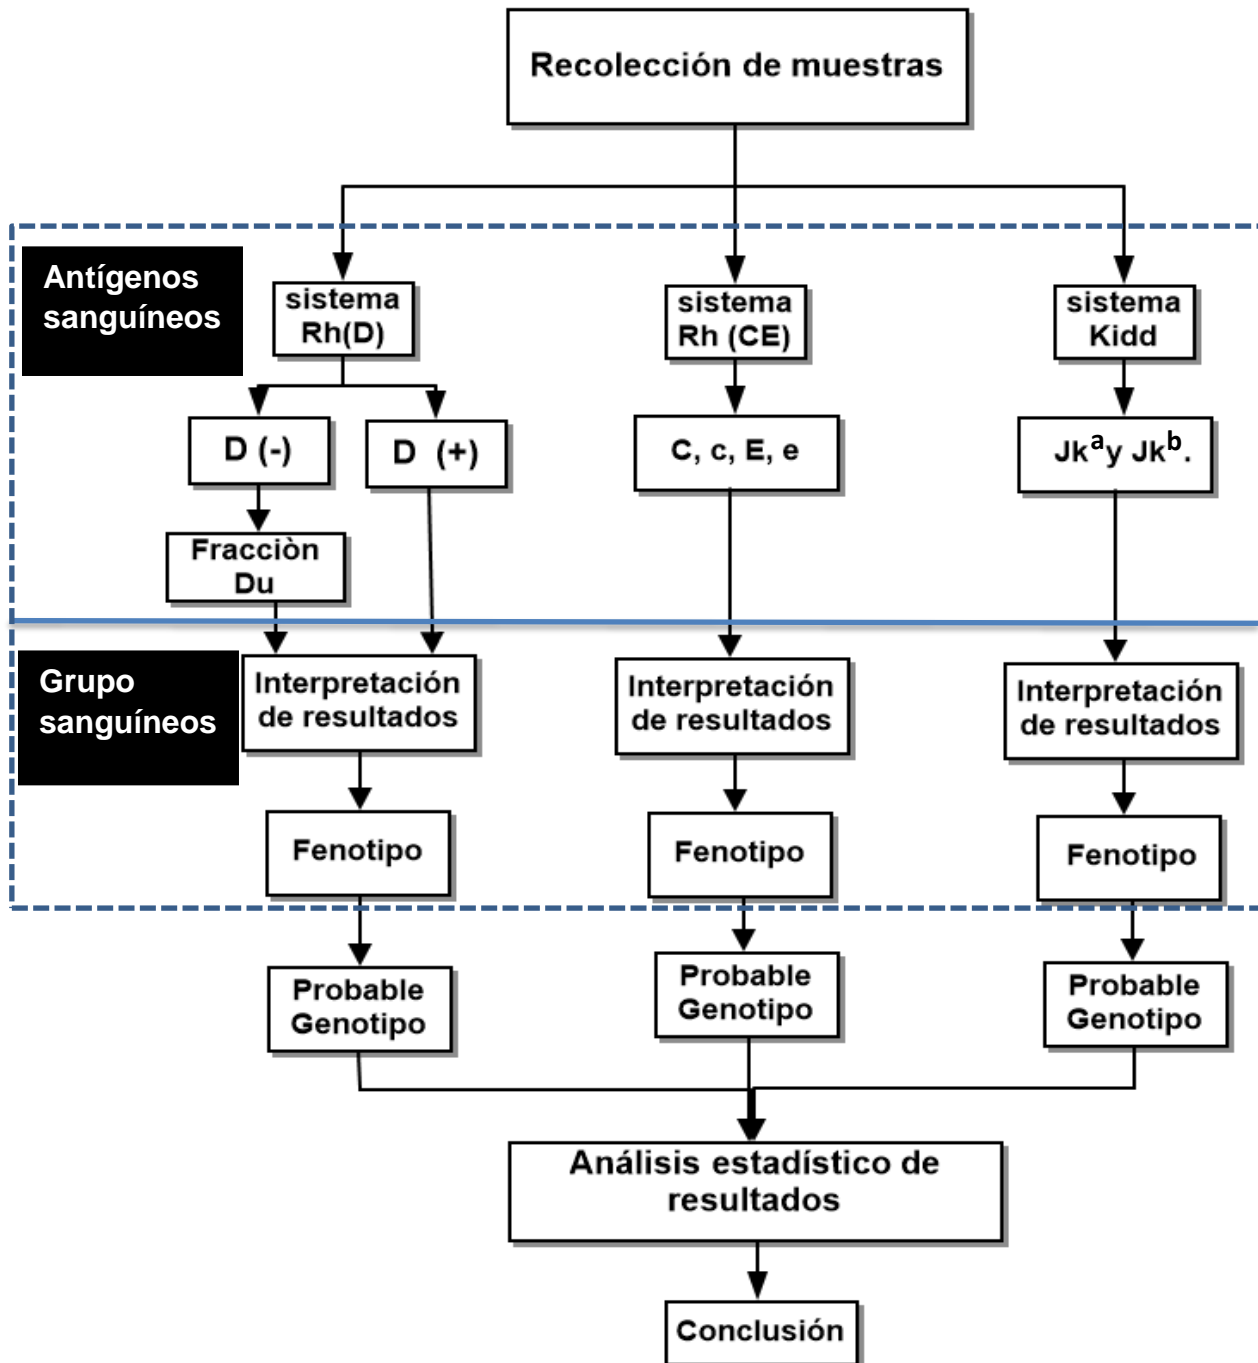 Recolección de muestras
Antígenos
sanguíneos
sistema
Rh(D)
sistema
Rh (CE)
sistema
Kidd
D (-)
D (+)
C, c, E, e
Jkᵃy Jkᵇ.
Fracciòn
Du
Grupo
sanguíneos
Interpretación
de resultados
Interpretación
de resultados
Interpretación
de resultados
Fenotipo
Fenotipo
Fenotipo
Probable
Genotipo
Probable
Genotipo
Probable
Genotipo
Análisis estadístico de
resultados
Conclusión